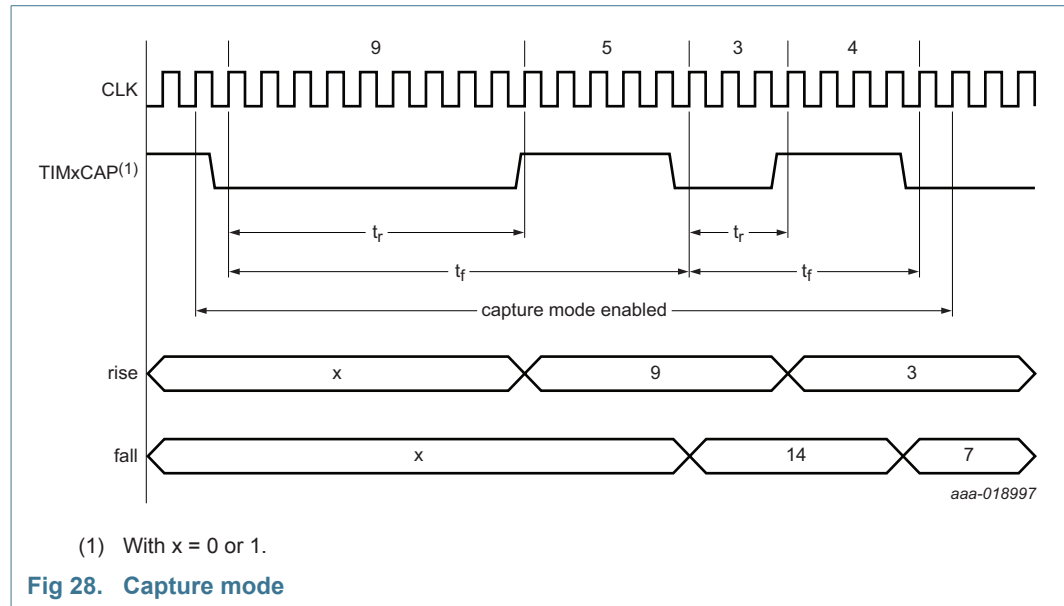 9 5 3 4
CLK
TIMxCAP(1)
tr tr
tf tf
capture mode enabled
rise x 9 3
fall x 14 7
aaa-018997
(1) With x = 0 or 1.
Fig 28. Capture mode